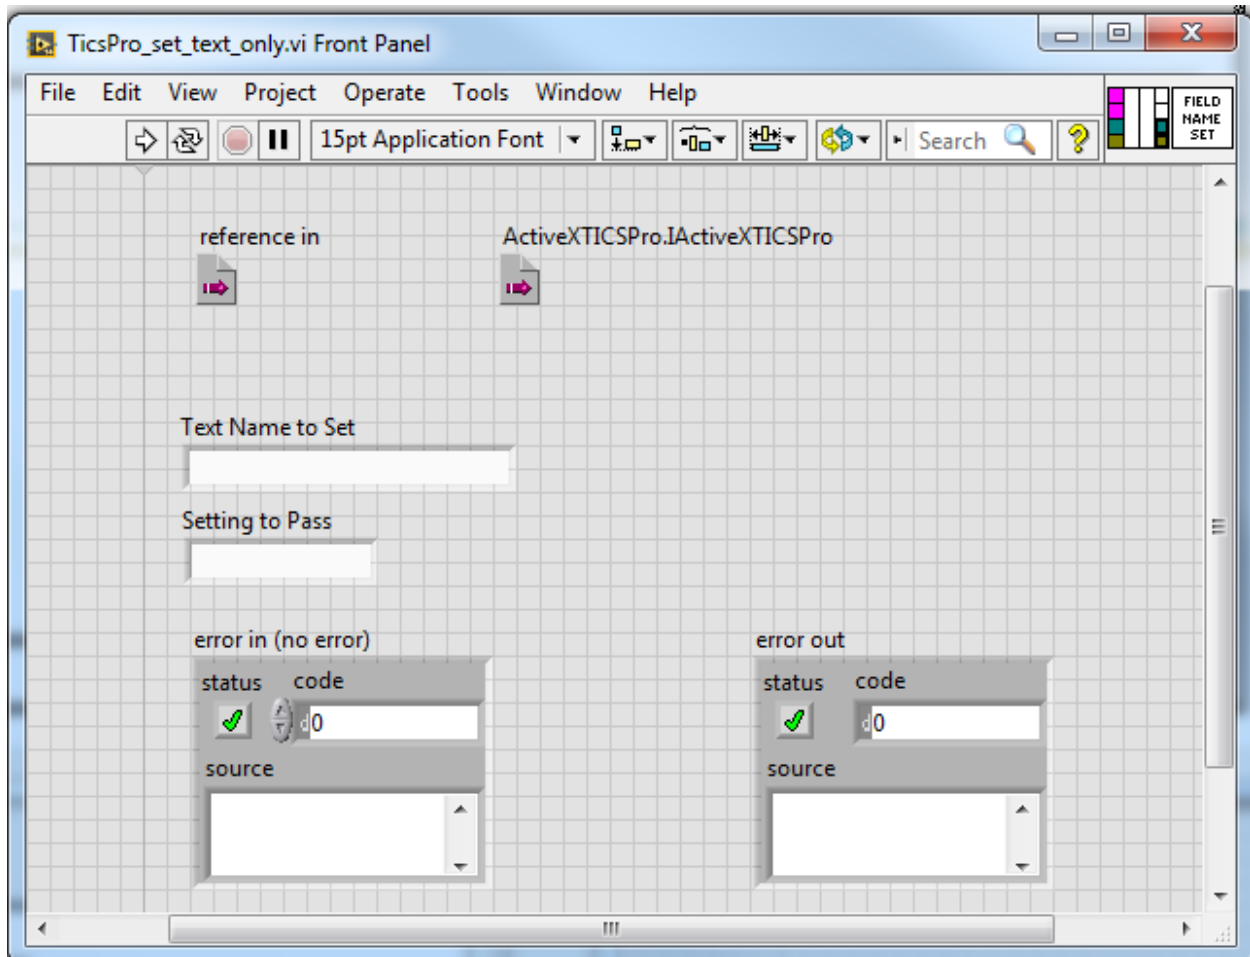 TicsPro_set_text_only.vi Front Panel
File Edit View Project Operate Tools Window Help
FIELD
NAME
SET
15pt Application Font
Search
reference in
ActiveXTICSPro.IActiveXTICSPro
Text Name to Set
Setting to Pass
error in (no error)
status code
d 0
source
error out
status code
d 0
source